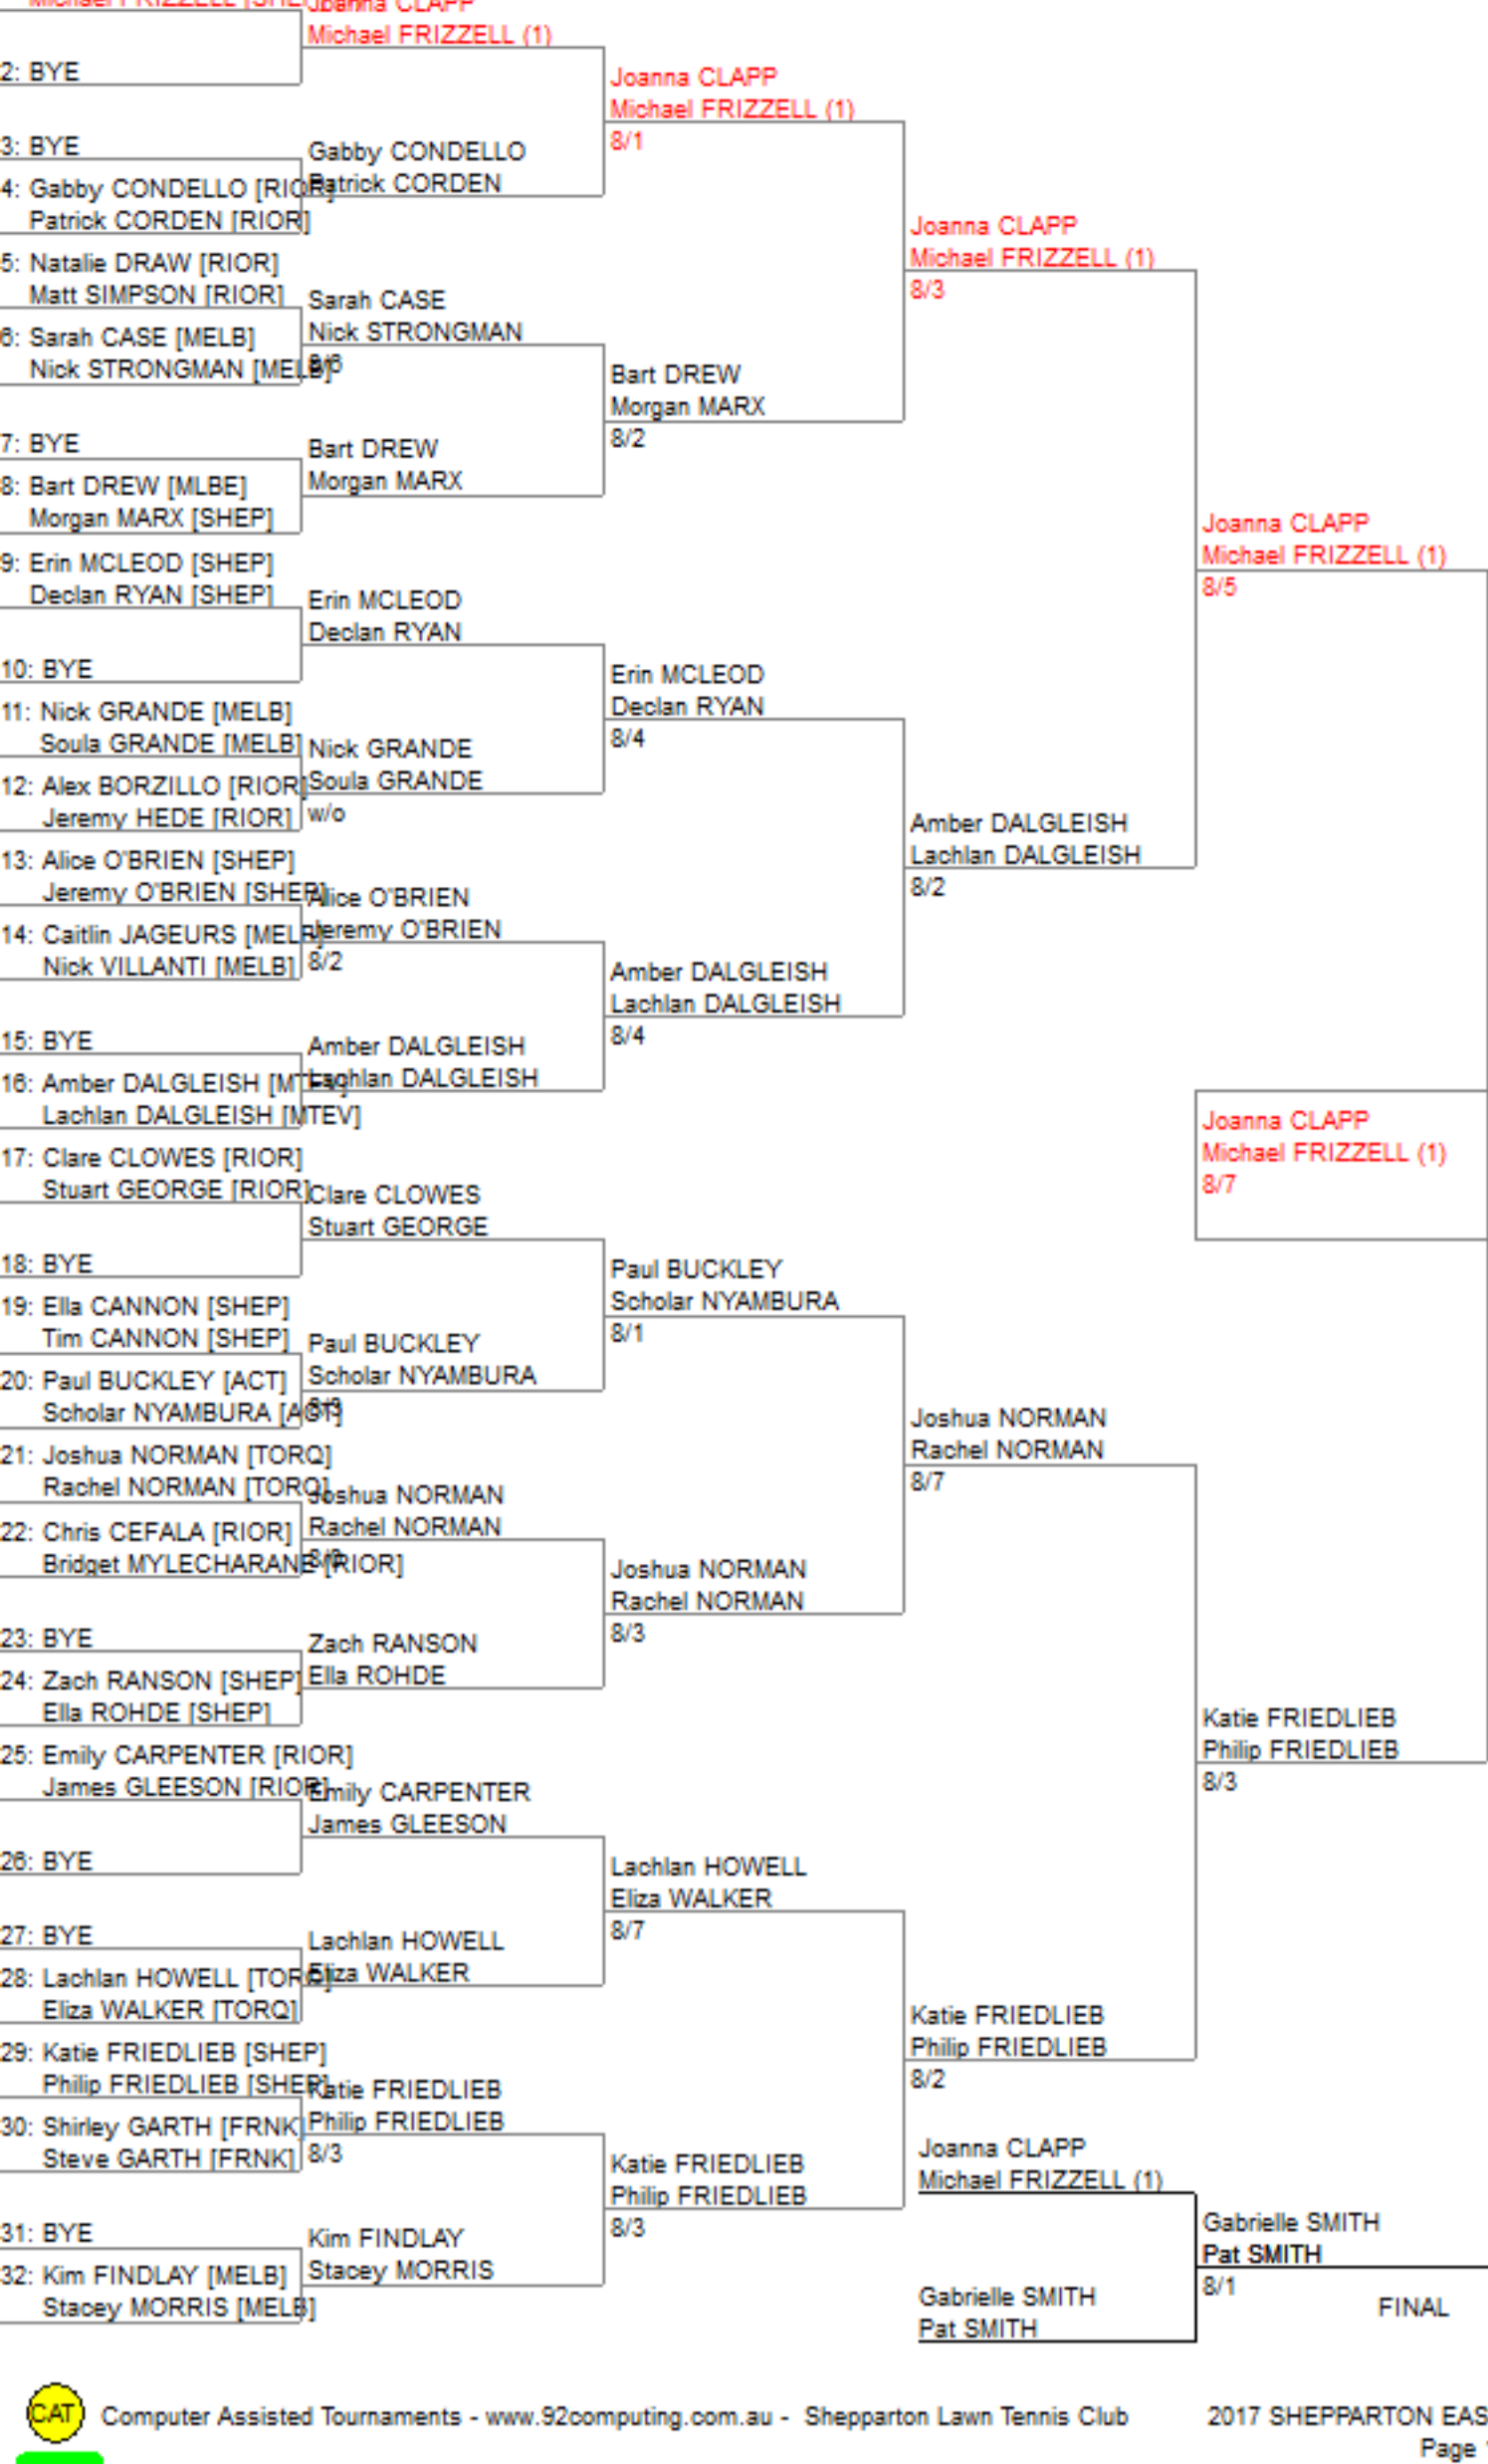 Michael FRIZZELL [SHEP]
2: BYE
3: BYE
4: Gabby CONDELLO [RIOR]
Patrick CORDEN [RIOR]
5: Natalie DRAW [RIOR]
Matt SIMPSON [RIOR]
6: Sarah CASE [MELB]
Nick STRONGMAN [MELB]
7: BYE
8: Bart DREW [MLBE]
Morgan MARX [SHEP]
9: Erin MCLEOD [SHEP]
Declan RYAN [SHEP]
10: BYE
11: Nick GRANDE [MELB]
Soula GRANDE [MELB]
12: Alex BORZILLO [RIOR]
Jeremy HEDE [RIOR]
13: Alice O'BRIEN [SHEP]
Jeremy O'BRIEN [SHEP]
14: Caitlin JAGEURS [MELB]
Nick VILLANTI [MELB]
15: BYE
16: Amber DALGLEISH [MTEV]
Lachlan DALGLEISH [MTEV]
17: Clare CLOWES [RIOR]
Stuart GEORGE [RIOR]
18: BYE
19: Ella CANNON [SHEP]
Tim CANNON [SHEP]
20: Paul BUCKLEY [ACT]
Scholar NYAMBURA [ACT]
21: Joshua NORMAN [TORQ]
Rachel NORMAN [TORQ]
22: Chris CEFALA [RIOR]
Bridget MYLECHARANE [RIOR]
23: BYE
24: Zach RANSON [SHEP]
Ella ROHDE [SHEP]
25: Emily CARPENTER [RIOR]
James GLEESON [RIOR]
26: BYE
27: BYE
28: Lachlan HOWELL [TORQ]
Eliza WALKER [TORQ]
29: Katie FRIEDLIEB [SHEP]
Philip FRIEDLIEB [SHEP]
30: Shirley GARTH [FRNK]
Steve GARTH [FRNK]
31: BYE
32: Kim FINDLAY [MELB]
Stacey MORRIS [MELB]
Joanna CLAPP
Michael FRIZZELL (1)
Gabby CONDELLO
Patrick CORDEN
Sarah CASE
Nick STRONGMAN
8/6
Bart DREW
Morgan MARX
Erin MCLEOD
Declan RYAN
Nick GRANDE
Soula GRANDE
w/o
Alice O'BRIEN
Jeremy O'BRIEN
8/2
Amber DALGLEISH
Lachlan DALGLEISH
Clare CLOWES
Stuart GEORGE
Paul BUCKLEY
Scholar NYAMBURA
Joshua NORMAN
Rachel NORMAN
Zach RANSON
Ella ROHDE
Emily CARPENTER
James GLEESON
Lachlan HOWELL
Eliza WALKER
Katie FRIEDLIEB
Philip FRIEDLIEB
8/3
Kim FINDLAY
Stacey MORRIS
Joanna CLAPP
Michael FRIZZELL (1)
8/1
Bart DREW
Morgan MARX
8/2
Erin MCLEOD
Declan RYAN
8/4
Amber DALGLEISH
Lachlan DALGLEISH
8/4
Paul BUCKLEY
Scholar NYAMBURA
8/1
Joshua NORMAN
Rachel NORMAN
8/3
Lachlan HOWELL
Eliza WALKER
8/7
Katie FRIEDLIEB
Philip FRIEDLIEB
8/3
Joanna CLAPP
Michael FRIZZELL (1)
8/3
Amber DALGLEISH
Lachlan DALGLEISH
8/2
Joshua NORMAN
Rachel NORMAN
8/7
Katie FRIEDLIEB
Philip FRIEDLIEB
8/2
Joanna CLAPP
Michael FRIZZELL (1)
8/5
Joanna CLAPP
Michael FRIZZELL (1)
8/7
Katie FRIEDLIEB
Philip FRIEDLIEB
8/3
Joanna CLAPP
Michael FRIZZELL (1)
Gabrielle SMITH
Pat SMITH
Gabrielle SMITH
Pat SMITH
8/1
FINAL
CAT
Computer Assisted Tournaments - www.92computing.com.au - Shepparton Lawn Tennis Club
2017 SHEPPARTON EAS
Page